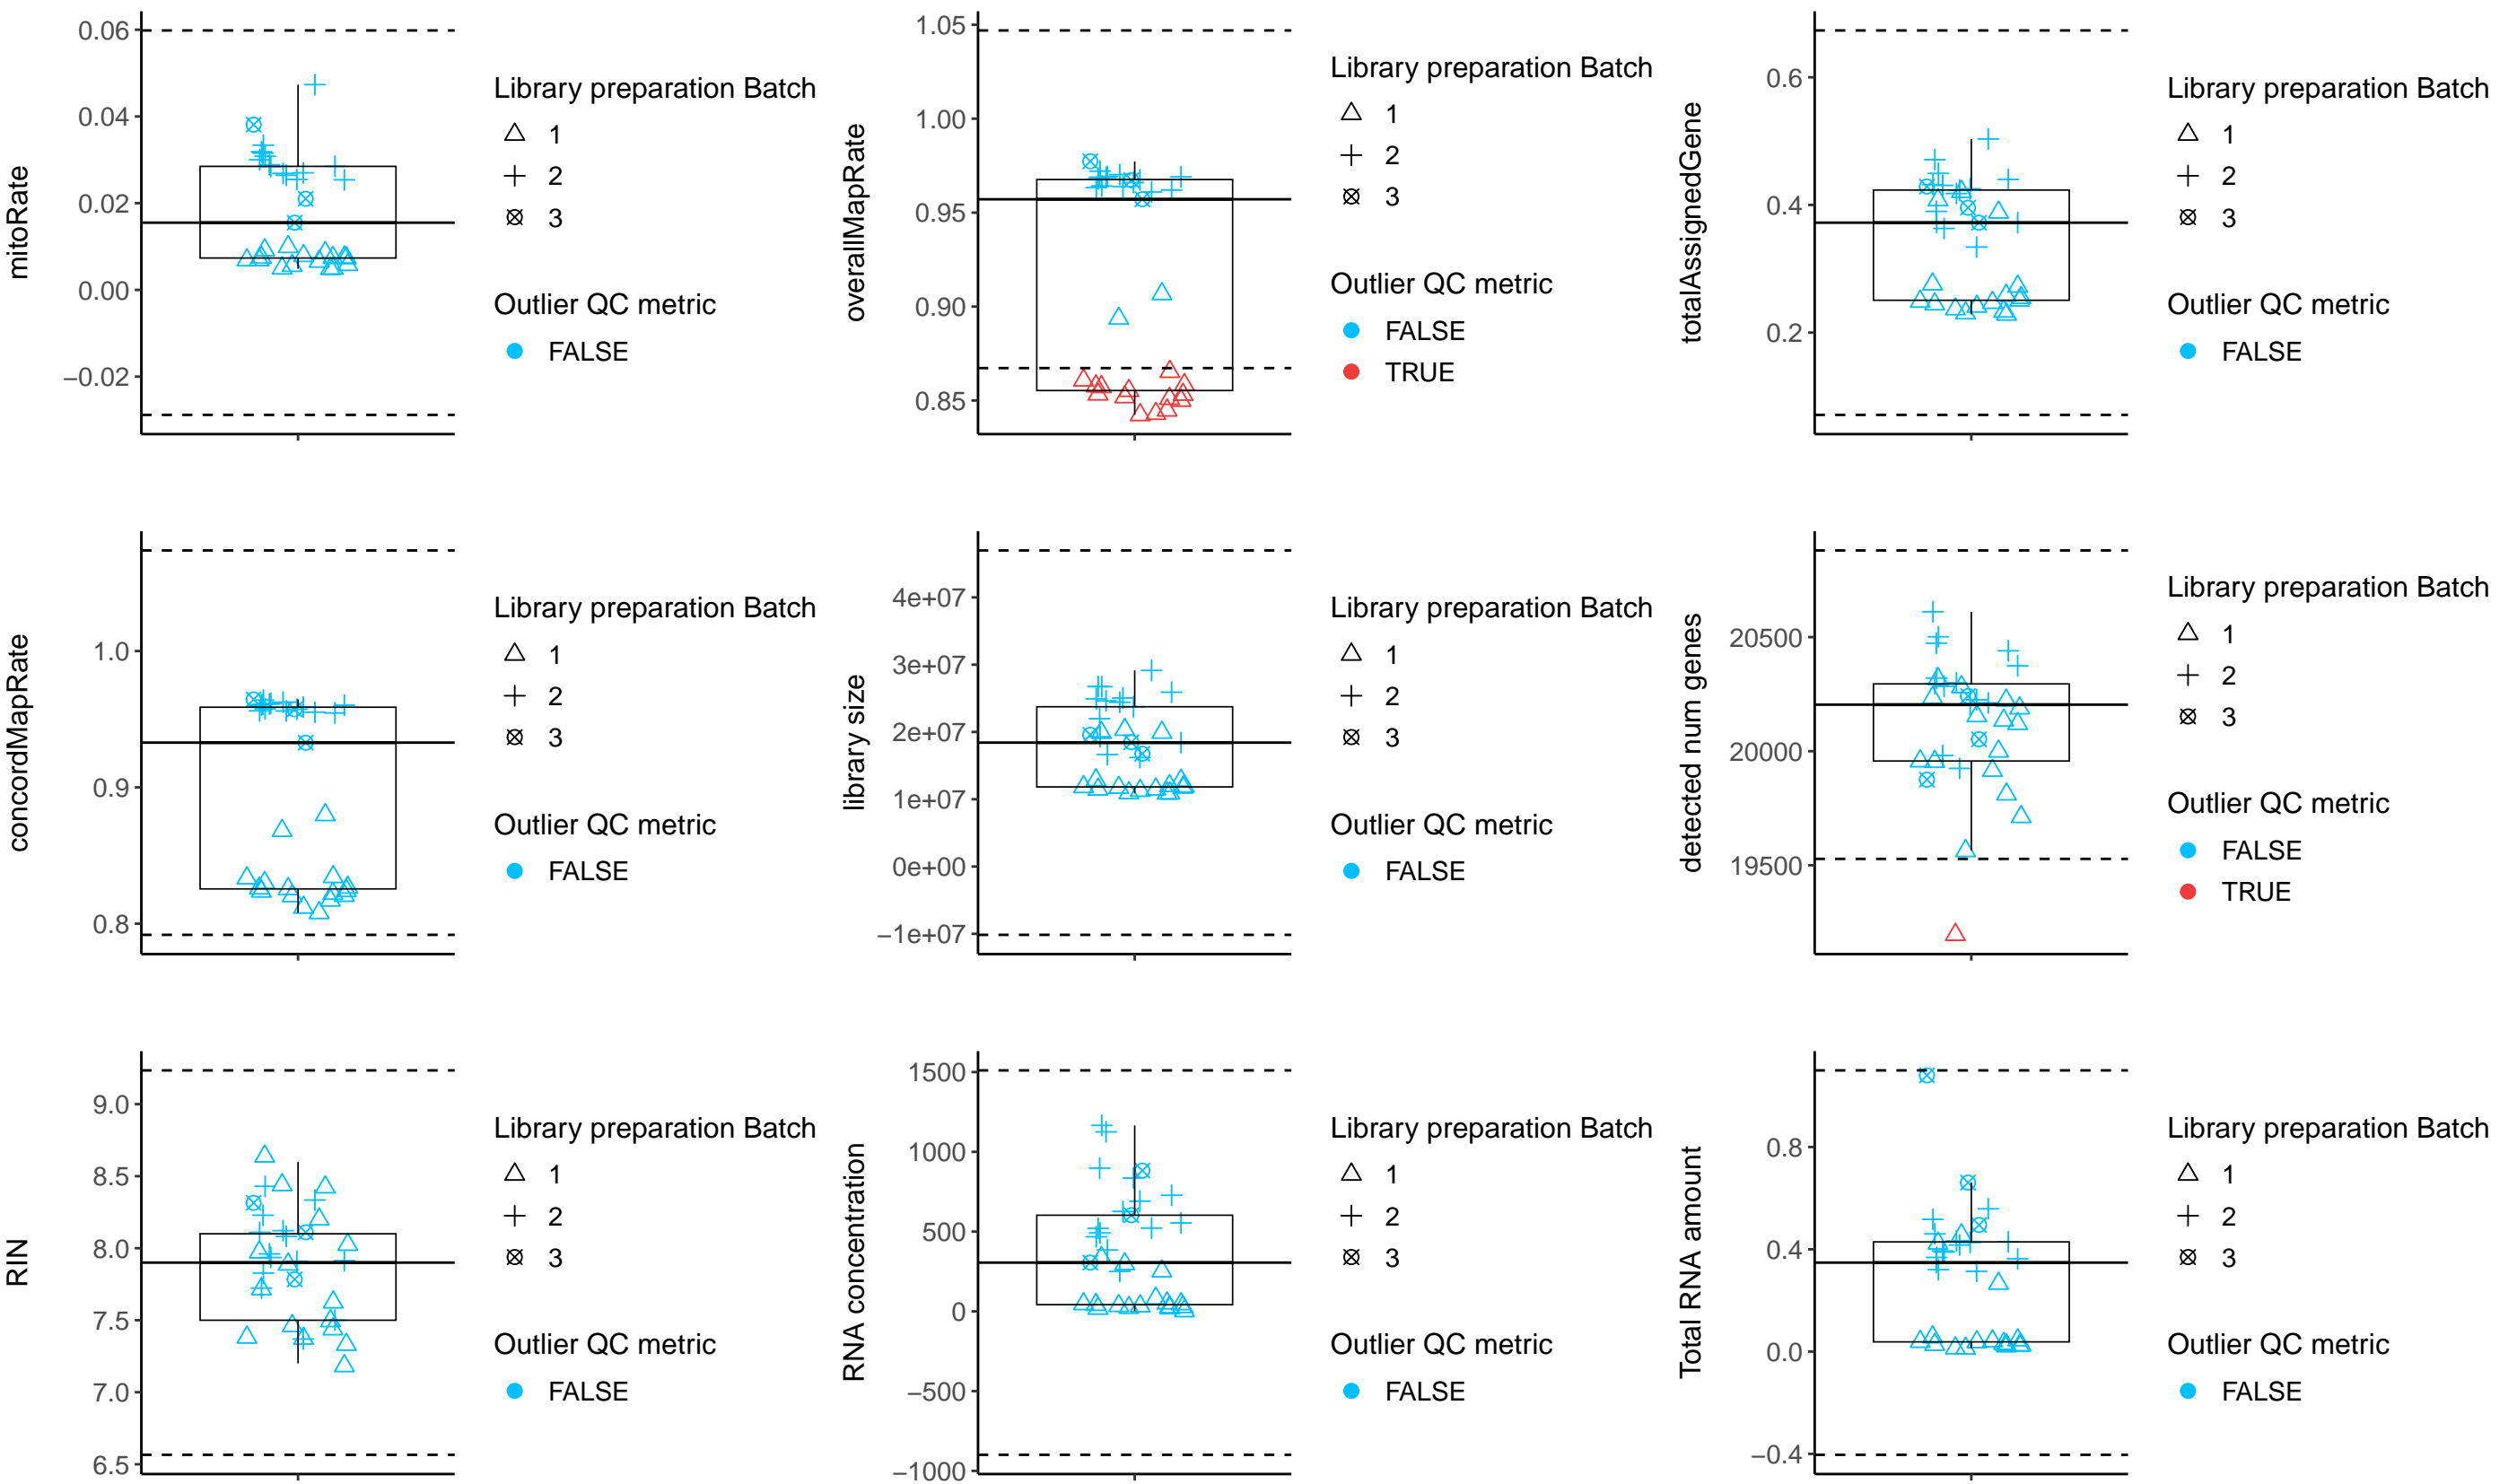 mitoRate
0.06
0.04
0.02
0.00
−0.02
Library preparation Batch
1
2
3
Outlier QC metric
FALSE
overallMapRate
1.05
1.00
0.95
0.90
0.85
Library preparation Batch
1
2
3
Outlier QC metric
FALSE
TRUE
totalAssignedGene
0.6
0.4
0.2
Library preparation Batch
1
2
3
Outlier QC metric
FALSE
concordMapRate
1.0
0.9
0.8
Library preparation Batch
1
2
3
Outlier QC metric
FALSE
library size
4e+07
3e+07
2e+07
1e+07
0e+00
−1e+07
Library preparation Batch
1
2
3
Outlier QC metric
FALSE
detected num genes
20500
20000
19500
Library preparation Batch
1
2
3
Outlier QC metric
FALSE
TRUE
RIN
9.0
8.5
8.0
7.5
7.0
6.5
Library preparation Batch
1
2
3
Outlier QC metric
FALSE
RNA concentration
1500
1000
500
0
−500
−1000
Library preparation Batch
1
2
3
Outlier QC metric
FALSE
Total RNA amount
0.8
0.4
0.0
−0.4
Library preparation Batch
1
2
3
Outlier QC metric
FALSE